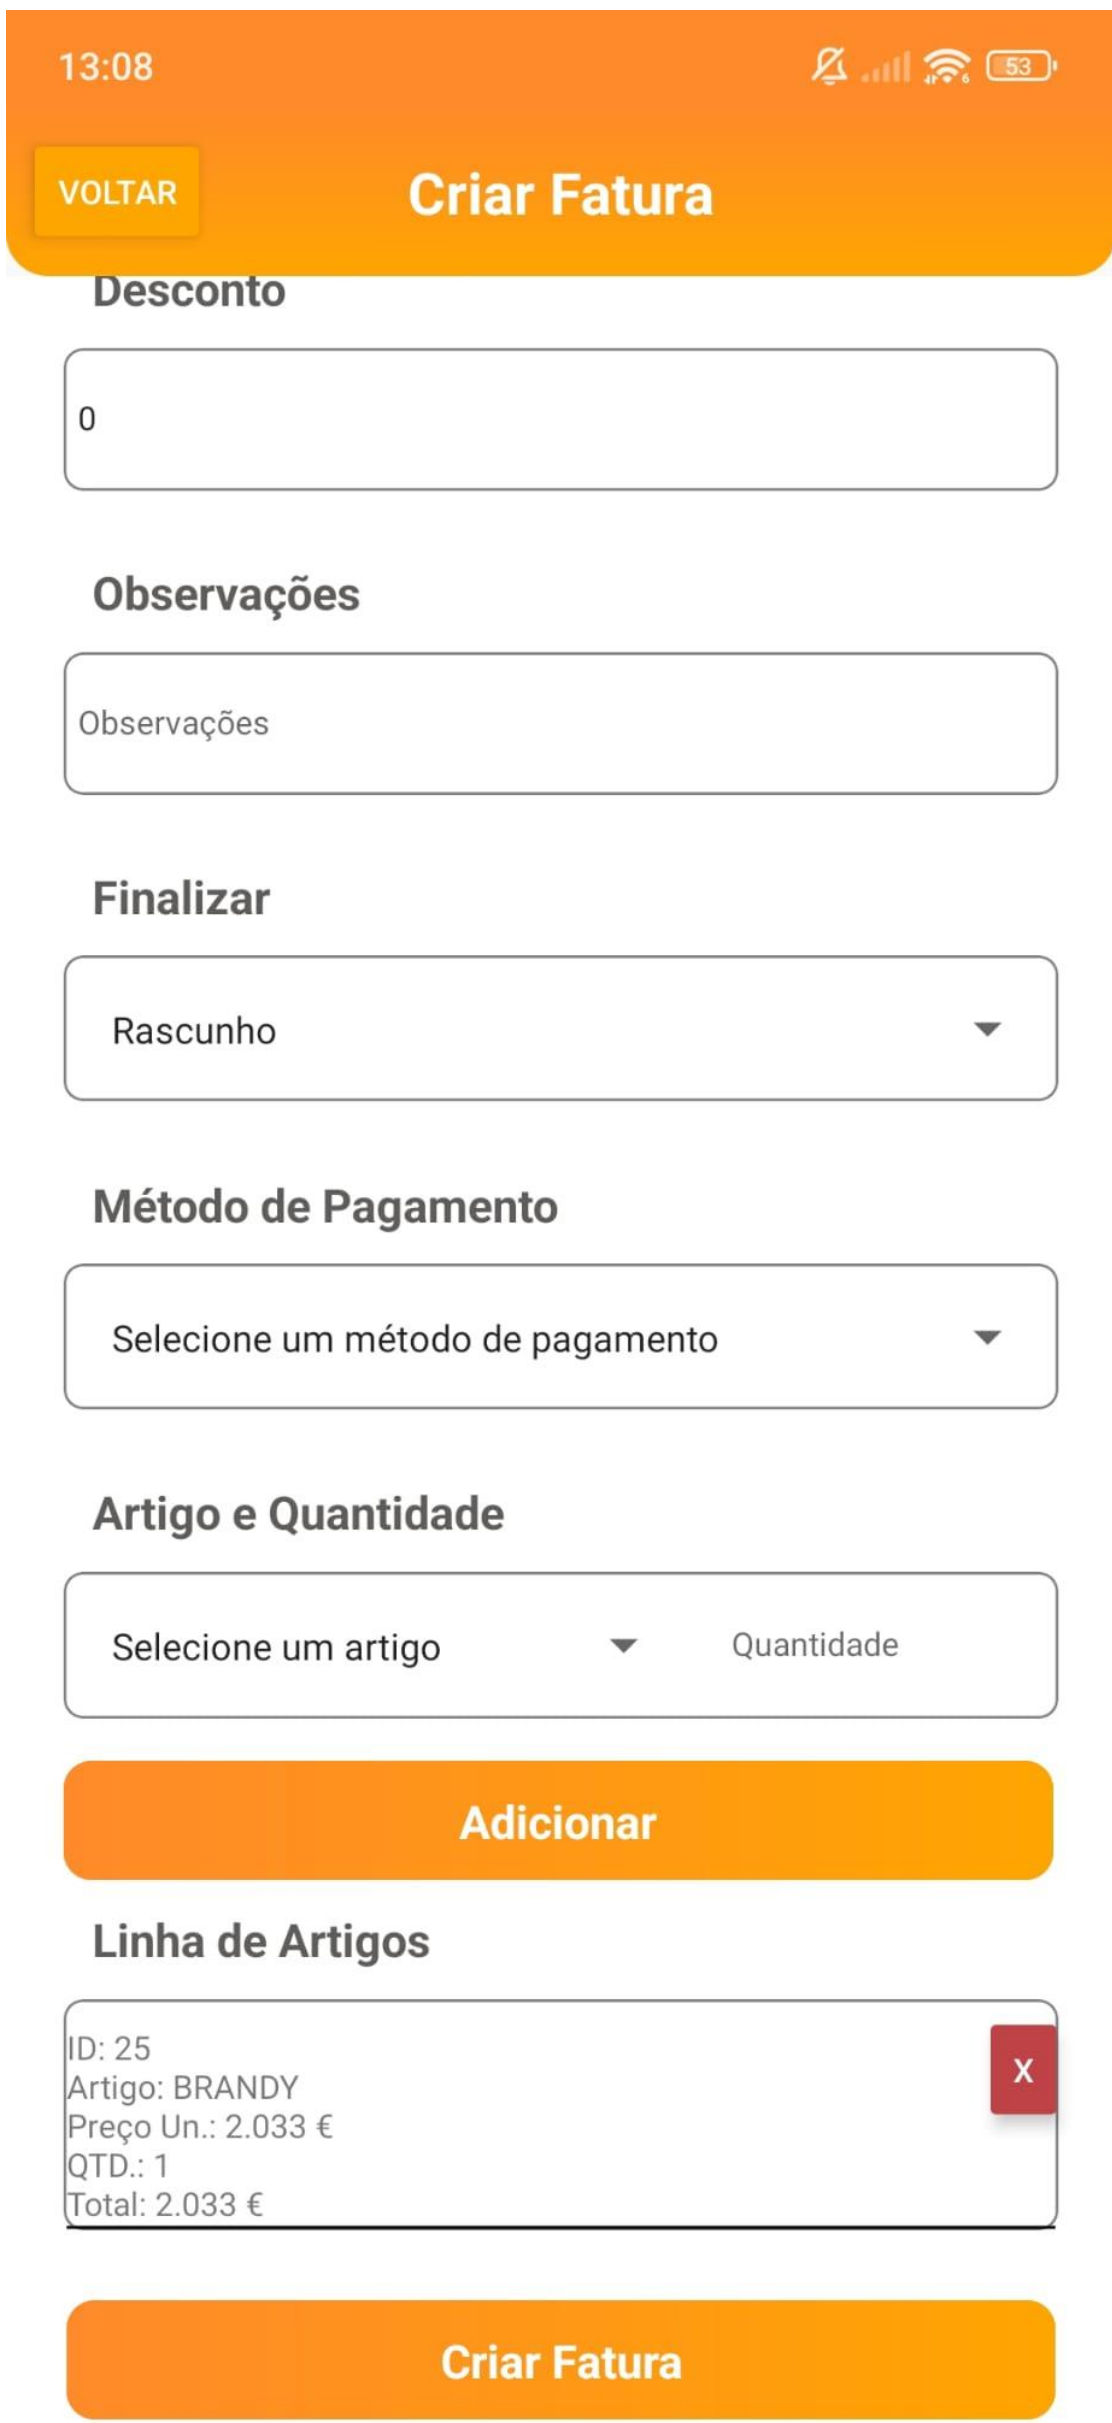 13:08
53
VOLTAR
Criar Fatura
Desconto
0
Observações
Observações
Finalizar
Rascunho
Método de Pagamento
Selecione um método de pagamento
Artigo e Quantidade
Selecione um artigo
Quantidade
Adicionar
Linha de Artigos
ID: 25
X
Artigo: BRANDY
Preço Un.: 2.033 €
QTD.: 1
Total: 2.033 €
Criar Fatura